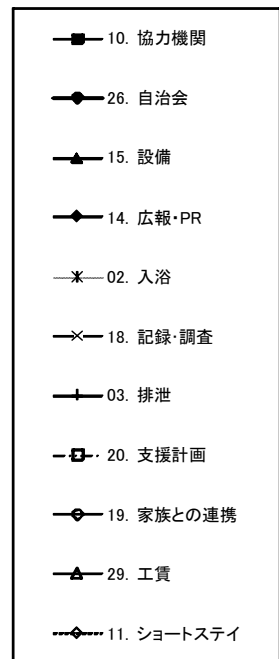 10. 協力機関
26. 自治会
15. 設備
14. 広報・PR
02. 入浴
18. 記録・調査
03. 排泄
20. 支援計画
19. 家族との連携
29. 工賃
11. ショートステイ